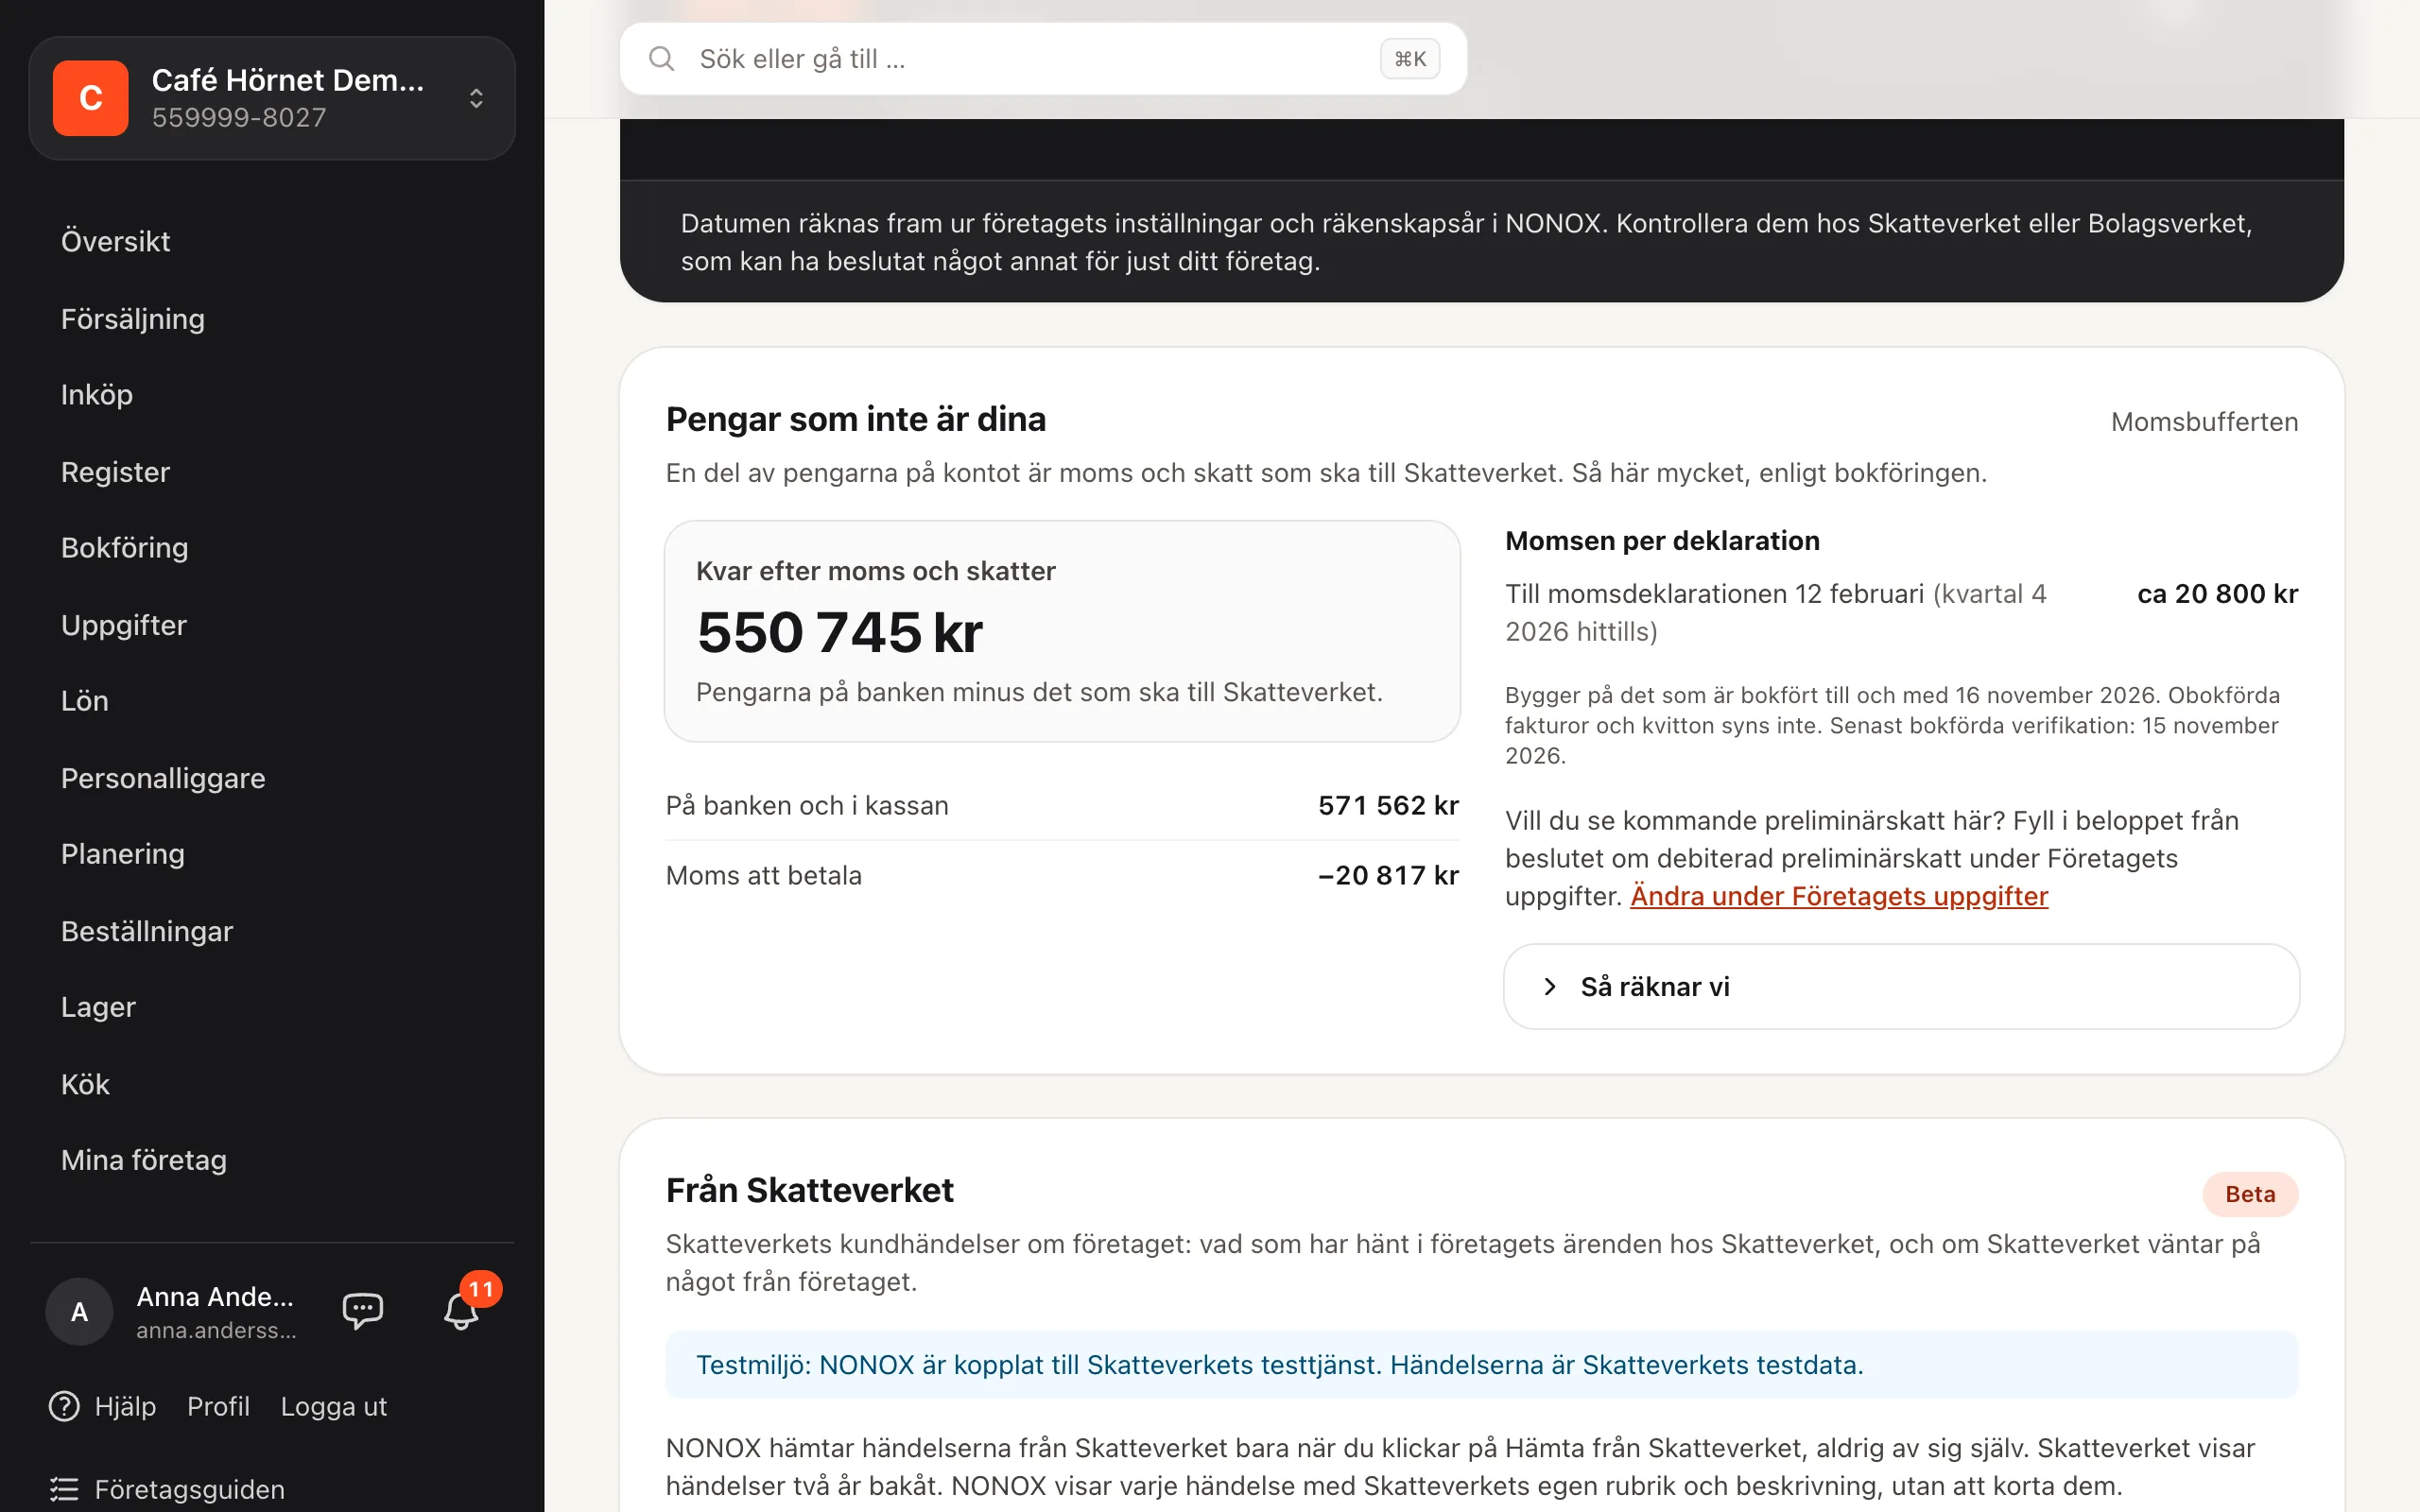 C
Café Hörnet Dem...
559999-8027
Översikt
Försäljning
Inköp
Register
Bokföring
Uppgifter
Lön
Personalliggare
Planering
Beställningar
Lager
Kök
Mina företag
A
Anna Ande...
anna.anderss...
11
Hjälp
Profil
Logga ut
Företagsguiden
Sök eller gå till ...
⌘K
Datumen räknas fram ur företagets inställningar och räkenskapsår i NONOX. Kontrollera dem hos Skatteverket eller Bolagsverket,
som kan ha beslutat något annat för just ditt företag.
Pengar som inte är dina
Momsbufferten
En del av pengarna på kontot är moms och skatt som ska till Skatteverket. Så här mycket, enligt bokföringen.
Kvar efter moms och skatter
550 745 kr
Pengarna på banken minus det som ska till Skatteverket.
På banken och i kassan
571 562 kr
Moms att betala
−20 817 kr
Momsen per deklaration
Till momsdeklarationen 12 februari (kvartal 4
2026 hittills)
ca 20 800 kr
Bygger på det som är bokfört till och med 16 november 2026. Obokförda
fakturor och kvitton syns inte. Senast bokförda verifikation: 15 november
2026.
Vill du se kommande preliminärskatt här? Fyll i beloppet från
beslutet om debiterad preliminärskatt under Företagets
uppgifter. Ändra under Företagets uppgifter
Så räknar vi
Från Skatteverket
Beta
Skatteverkets kundhändelser om företaget: vad som har hänt i företagets ärenden hos Skatteverket, och om Skatteverket väntar på
något från företaget.
Testmiljö: NONOX är kopplat till Skatteverkets testtjänst. Händelserna är Skatteverkets testdata.
NONOX hämtar händelserna från Skatteverket bara när du klickar på Hämta från Skatteverket, aldrig av sig själv. Skatteverket visar
händelser två år bakåt. NONOX visar varje händelse med Skatteverkets egen rubrik och beskrivning, utan att korta dem.